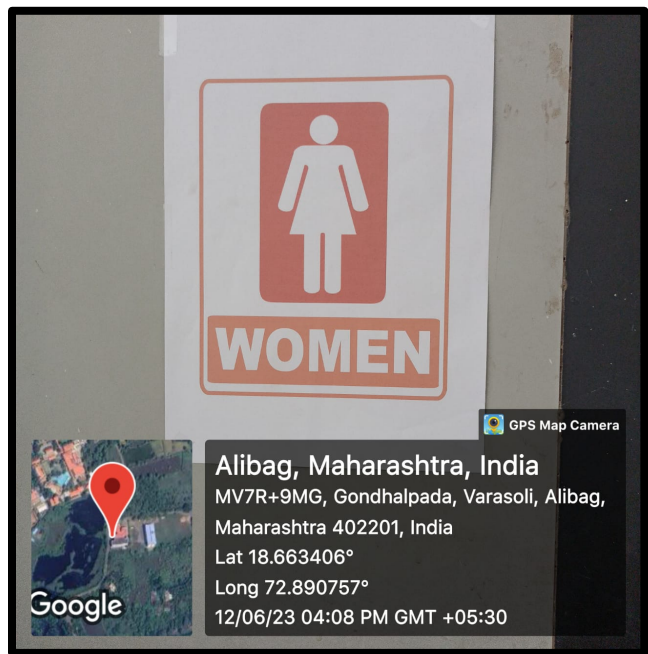 WOMEN
GPS Map Camera
Alibag, Maharashtra, India
MV7R+9MG, Gondhalpada, Varasoli, Alibag,
Maharashtra 402201, India
Lat 18.663406°
Long 72.890757°
12/06/23 04:08 PM GMT +05:30
Google